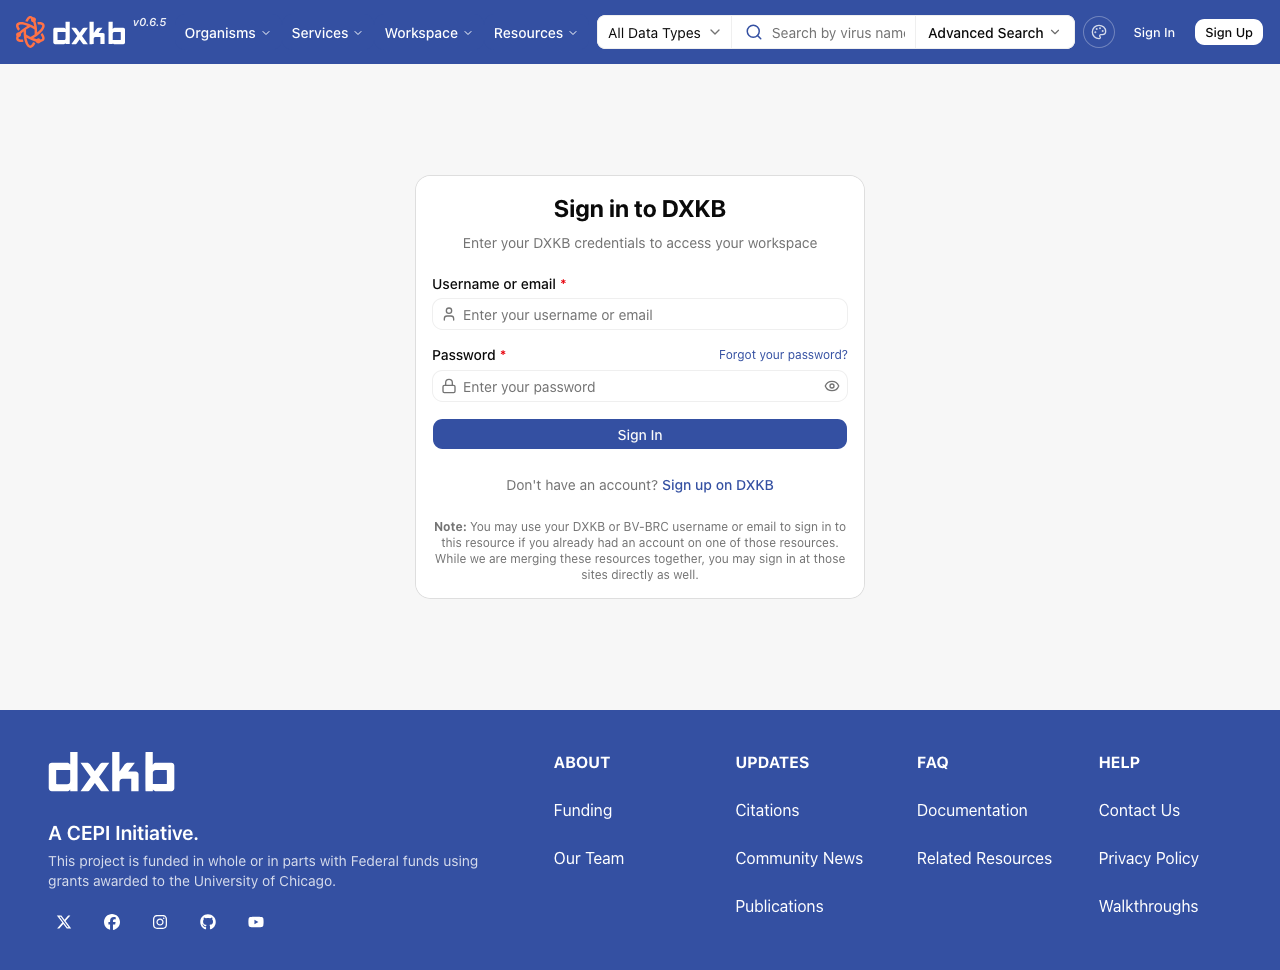 dxkb v0.6.5 Organisms Services Workspace Resources All Data Types Search by virus name Advanced Search Sign In Sign Up
Sign in to DXKB
Enter your DXKB credentials to access your workspace
Username or email *
Enter your username or email
Password * Forgot your password?
Enter your password
Sign In
Don't have an account? Sign up on DXKB
Note: You may use your DXKB or BV-BRC username or email to sign in to
this resource if you already had an account on one of those resources.
While we are merging these resources together, you may sign in at those
sites directly as well.
dxkb
A CEPI Initiative.
This project is funded in whole or in parts with Federal funds using
grants awarded to the University of Chicago.
ABOUT
Funding
Our Team
UPDATES
Citations
Community News
Publications
FAQ
Documentation
Related Resources
HELP
Contact Us
Privacy Policy
Walkthroughs